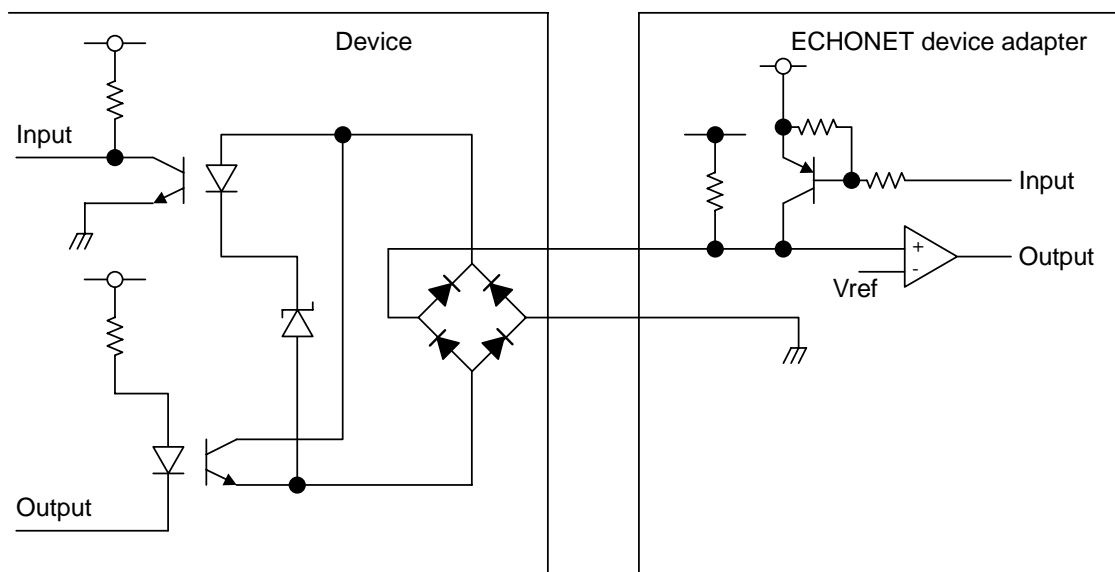 Device
ECHONET device adapter
Input
Input
+
-
Vref
Output
Output